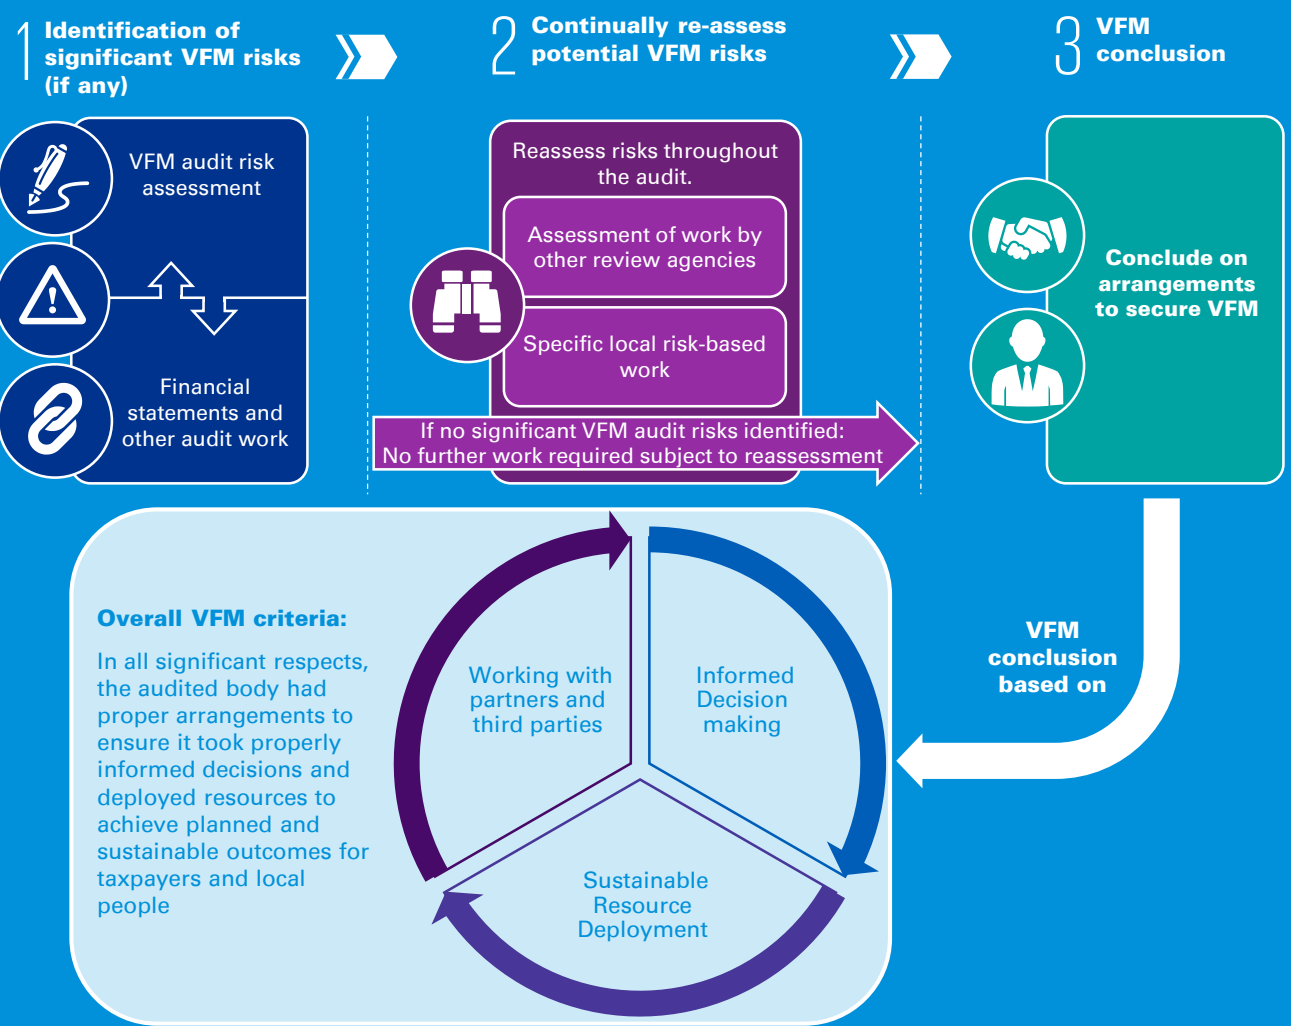 1
Identification of
significant VFM risks
(if any)
2
Continually re-assess
potential VFM risks
3
VFM
conclusion
VFM audit risk
assessment
Financial
statements and
other audit work
Reassess risks throughout
the audit.
Assessment of work by
other review agencies
Specific local risk-based
work
If no significant VFM audit risks identified:
No further work required subject to reassessment
Conclude on
arrangements
to secure VFM
Overall VFM criteria:
In all significant respects,
the audited body had
proper arrangements to
ensure it took properly
informed decisions and
deployed resources to
achieve planned and
sustainable outcomes for
taxpayers and local
people
Working with
partners and
third parties
Informed
Decision
making
Sustainable
Resource
Deployment
VFM
conclusion
based on